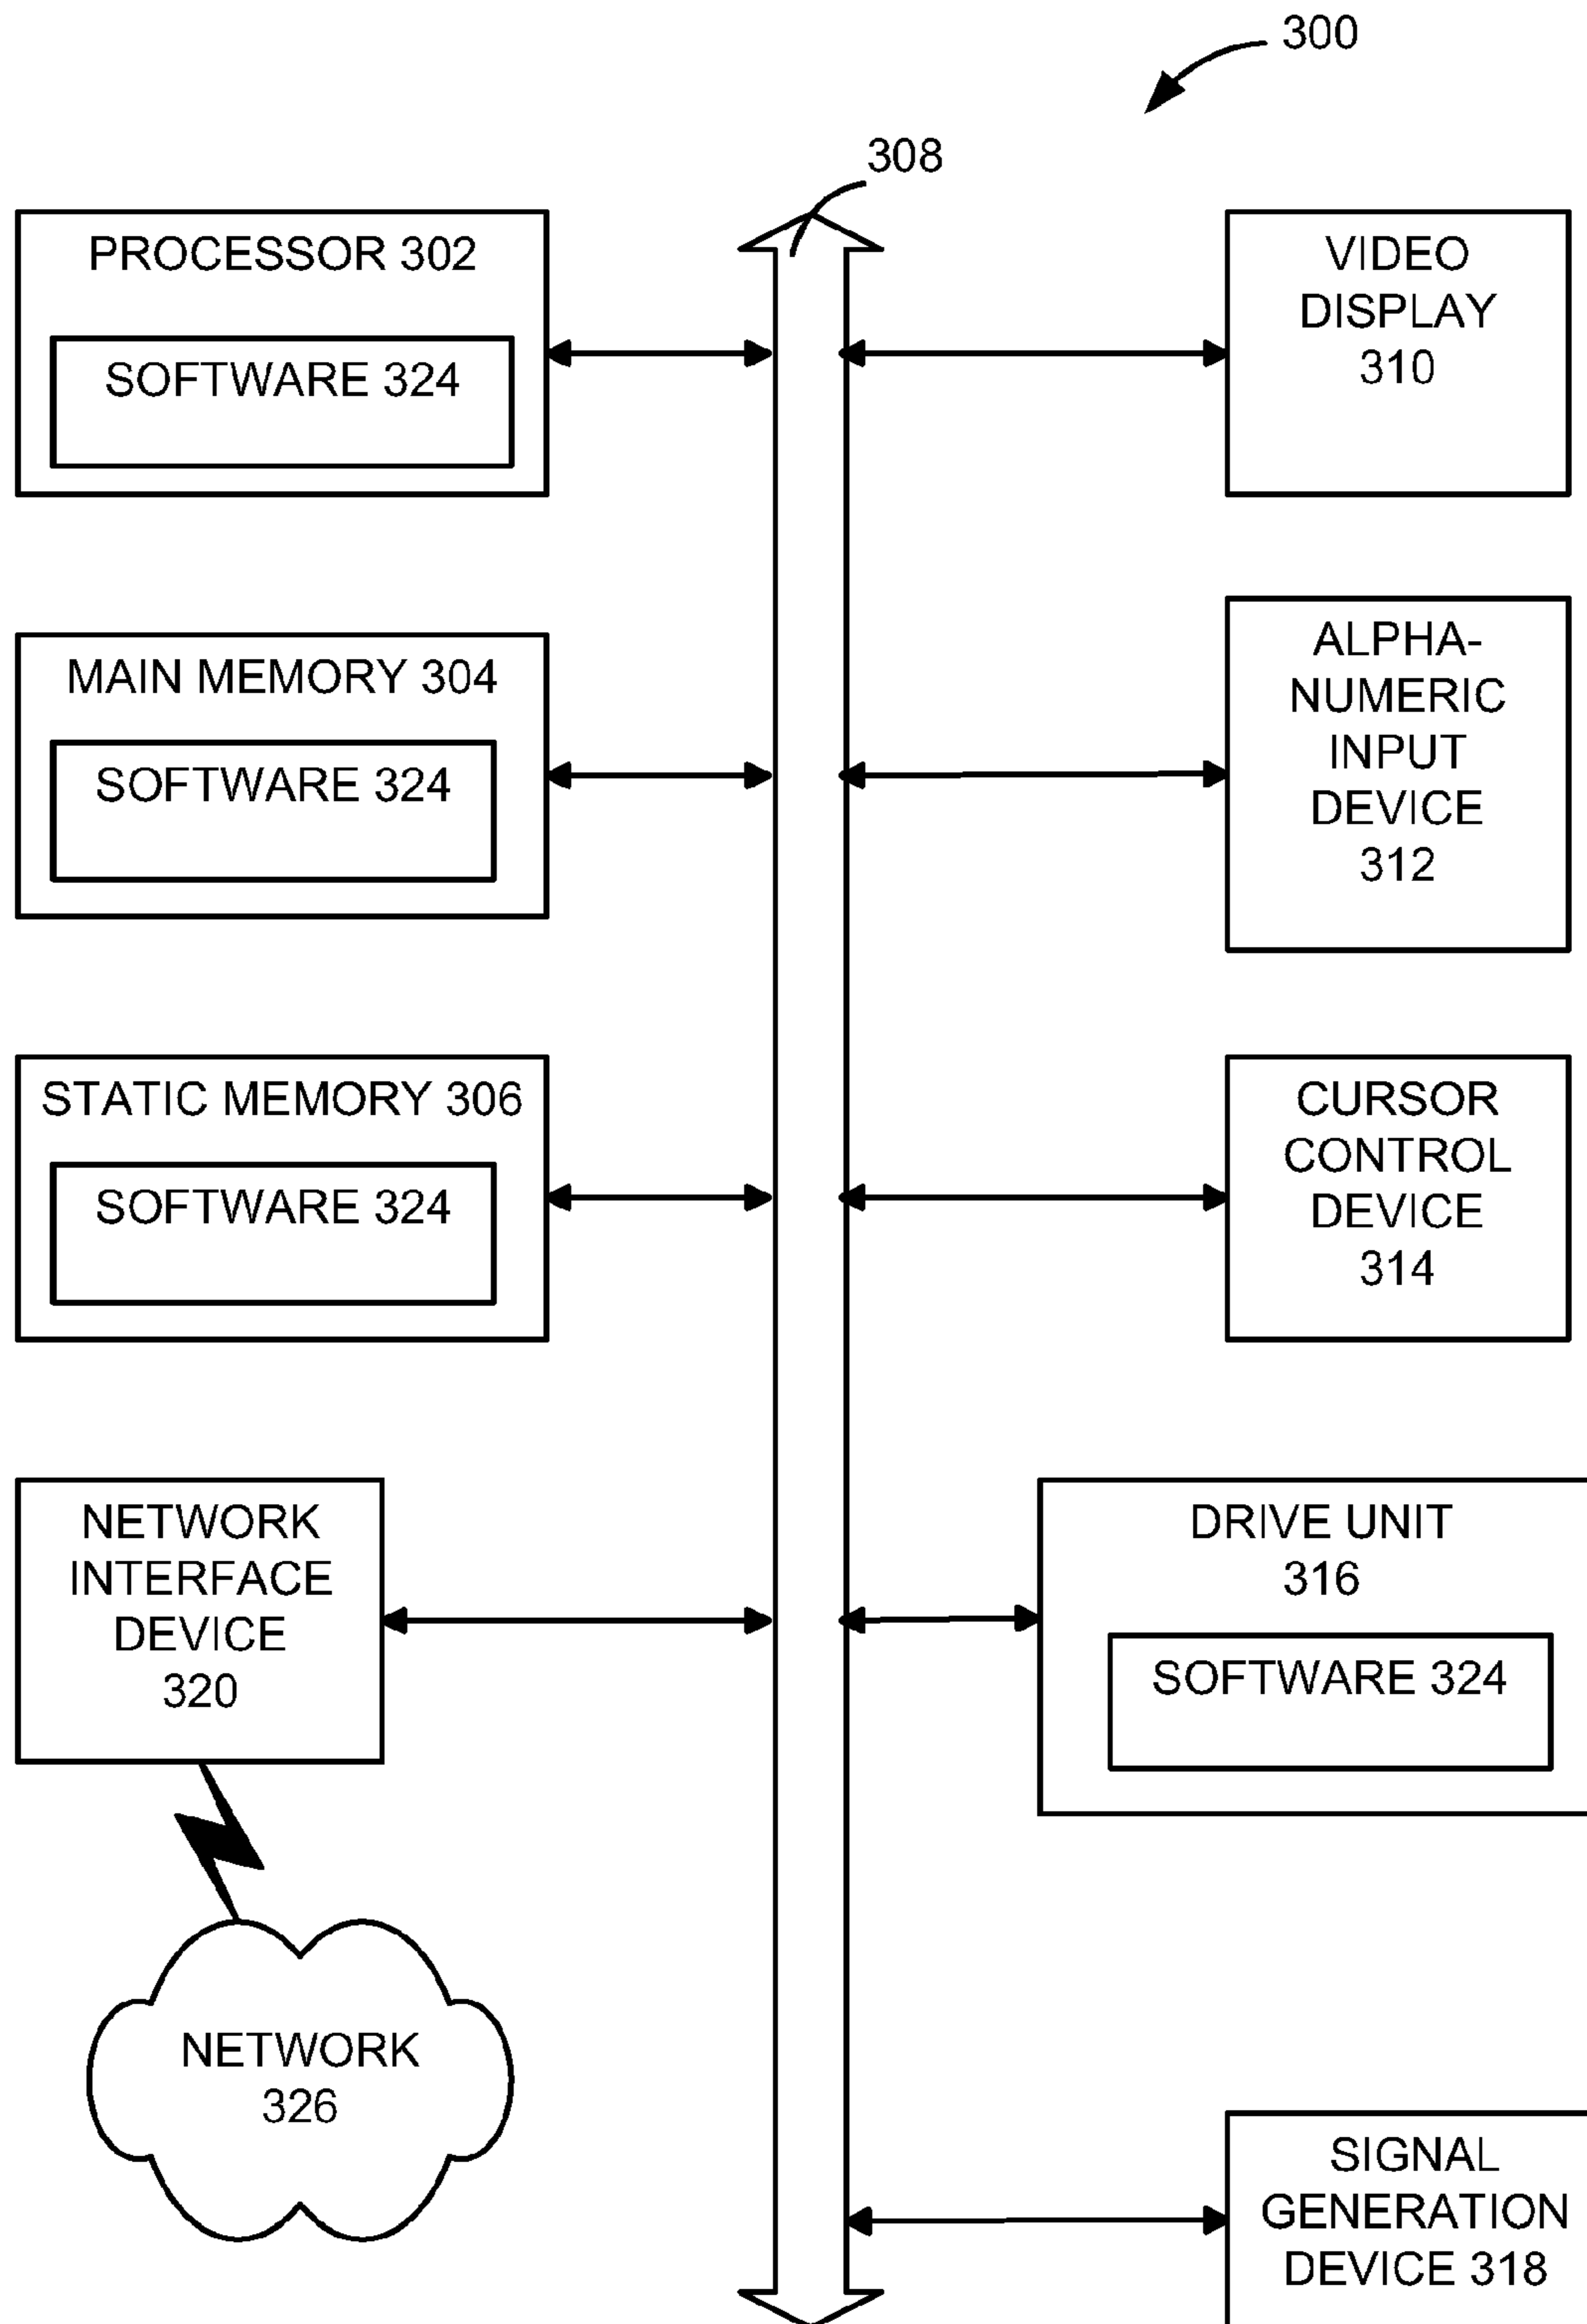 300
308
PROCESSOR 302
SOFTWARE 324
VIDEO
DISPLAY
310
MAIN MEMORY 304
SOFTWARE 324
ALPHA-
NUMERIC
INPUT
DEVICE
312
STATIC MEMORY 306
SOFTWARE 324
CURSOR
CONTROL
DEVICE
314
NETWORK
INTERFACE
DEVICE
320
DRIVE UNIT
316
SOFTWARE 324
NETWORK
326
SIGNAL
GENERATION
DEVICE 318